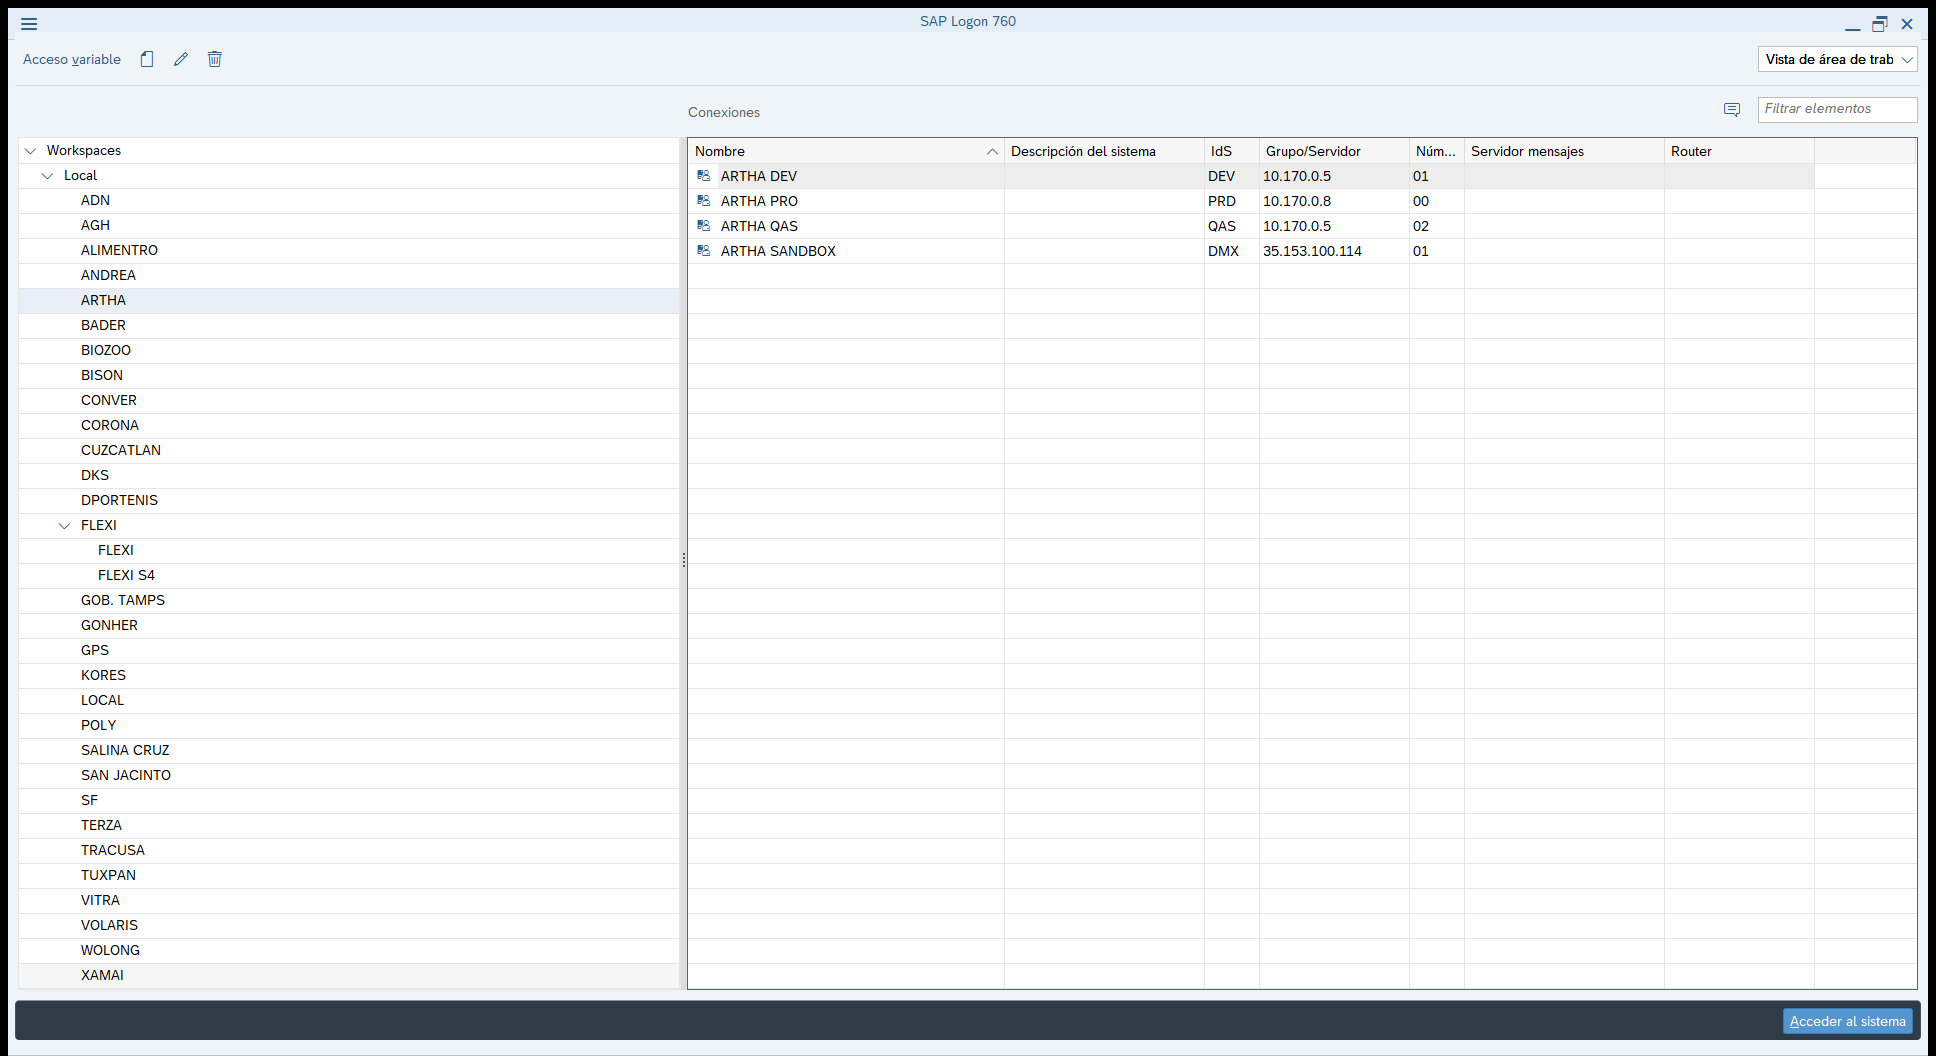 SAP Logon 760
Acceso variable
Vista de área de trab
Conexiones
Filtrar elementos
Workspaces
Local
ADN
AGH
ALIMENTRO
ANDREA
ARTHA
BADER
BIOZOO
BISON
CONVER
CORONA
CUZCATLAN
DKS
DPORTENIS
FLEXI
FLEXI
FLEXI S4
GOB. TAMPS
GONHER
GPS
KORES
LOCAL
POLY
SALINA CRUZ
SAN JACINTO
SF
TERZA
TRACUSA
TUXPAN
VITRA
VOLARIS
WOLONG
XAMAI
Nombre Descripción del sistema IdS Grupo/Servidor Núm... Servidor mensajes Router
ARTHA DEV DEV 10.170.0.5 01
ARTHA PRO PRD 10.170.0.8 00
ARTHA QAS QAS 10.170.0.5 02
ARTHA SANDBOX DMX 35.153.100.114 01
Acceder al sistema